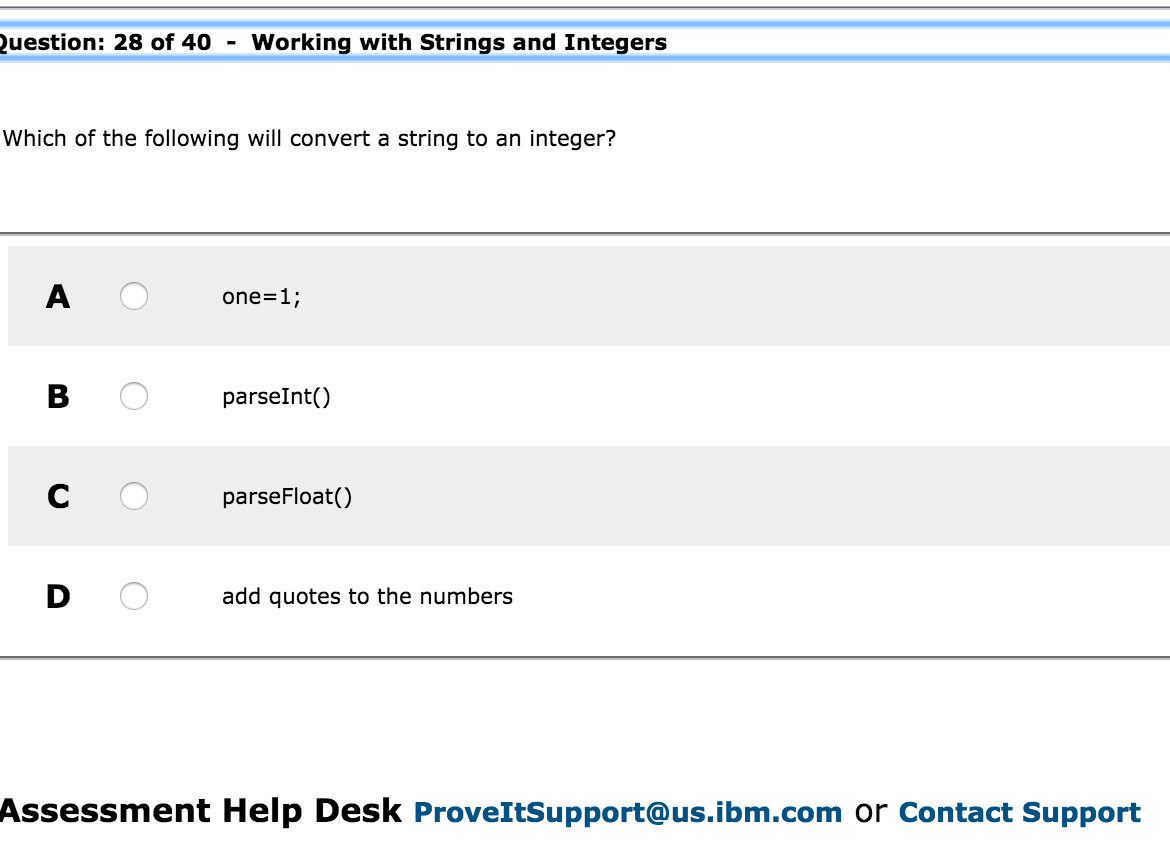 Question: 28 of 40 - Working with Strings and Integers
Which of the following will convert a string to an integer?
A one=1;
B parseInt()
C parseFloat()
D add quotes to the numbers
Assessment Help Desk ProveItSupport@us.ibm.com or Contact Support